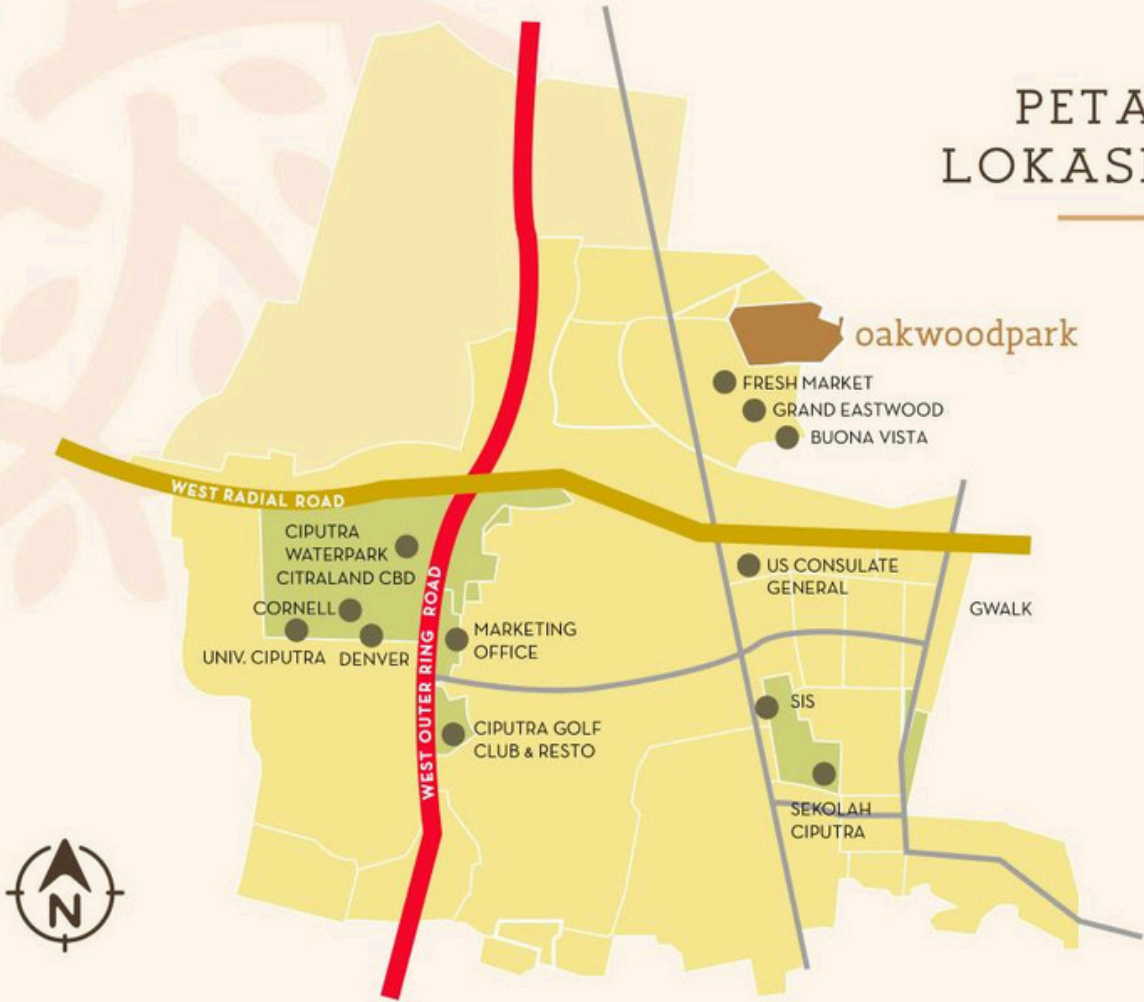 PETA
LOKASI
oakwoodpark
FRESH MARKET
GRAND EASTWOOD
BUONA VISTA
WEST RADIAL ROAD
CIPUTRA
WATERPARK
CITRALAND CBD
CORNELL
UNIV. CIPUTRA
DENVER
WEST OUTER RING ROAD
MARKETING
OFFICE
CIPUTRA GOLF
CLUB & RESTO
US CONSULATE
GENERAL
GWALK
SIS
SEKOLAH
CIPUTRA
N